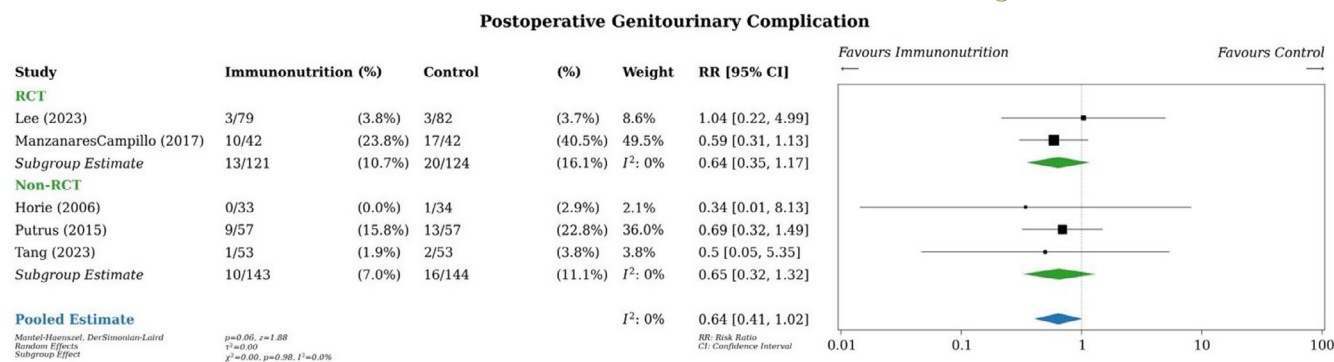 Postoperative Genitourinary Complication
Favours Immunonutrition Favours Control
Study Immunonutrition (%) Control (%) Weight RR [95% CI]
RCT
Lee (2023) 3/79 (3.8%) 3/82 (3.7%) 8.6% 1.04 [0.22, 4.99]
ManzanaresCampillo (2017) 10/42 (23.8%) 17/42 (40.5%) 49.5% 0.59 [0.31, 1.13]
Subgroup Estimate 13/121 (10.7%) 20/124 (16.1%) I²: 0% 0.64 [0.35, 1.17]
Non-RCT
Horie (2006) 0/33 (0.0%) 1/34 (2.9%) 2.1% 0.34 [0.01, 8.13]
Putrus (2015) 9/57 (15.8%) 13/57 (22.8%) 36.0% 0.69 [0.32, 1.49]
Tang (2023) 1/53 (1.9%) 2/53 (3.8%) 3.8% 0.5 [0.05, 5.35]
Subgroup Estimate 10/143 (7.0%) 16/144 (11.1%) I²: 0% 0.65 [0.32, 1.32]
Pooled Estimate I²: 0% 0.64 [0.41, 1.02]
Mantel-Haenszel, DerSimonian-Laird p=0.06, z=1.88 RR: Risk Ratio
Random Effects τ²=0.00 CI: Confidence Interval
Subgroup Effect χ²=0.00, p=0.98, I²=0.0%
0.01 0.1 1 10 100